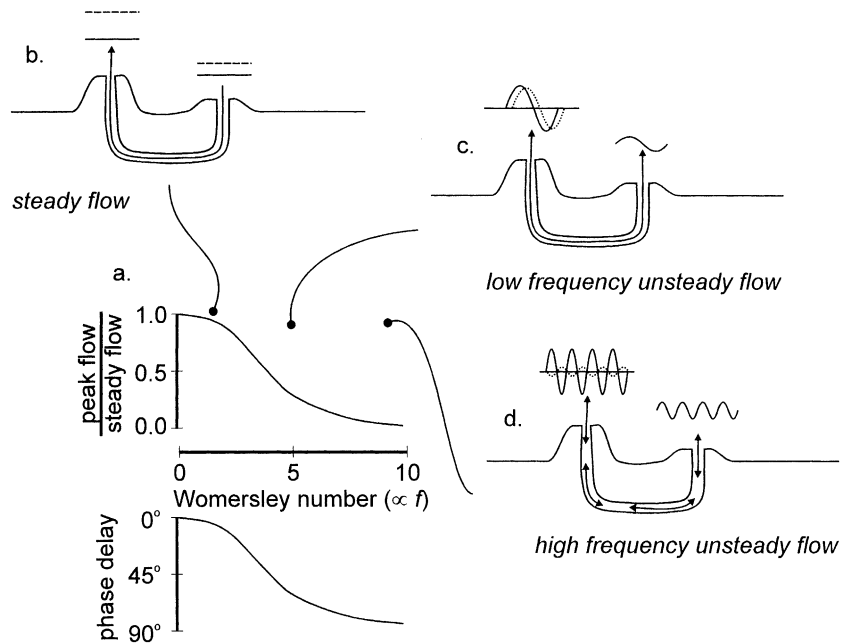 b.
steady flow
c.
low frequency unsteady flow
a.
peak flow
steady flow
1.0
0.5
0.0
0
5
10
Womersley number (∝ f)
d.
high frequency unsteady flow
phase delay
0°
45°
90°